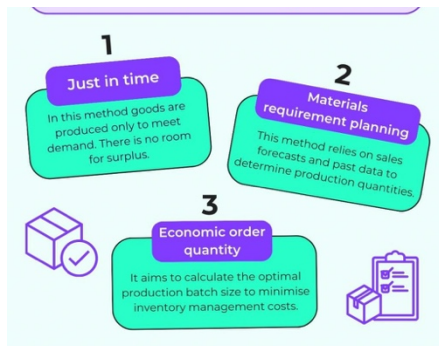 1
Just in time
In this method goods are
produced only to meet
demand. There is no room
for surplus.
2
Materials
requirement planning
This method relies on sales
forecasts and past data to
determine production quantities.
3
Economic order
quantity
It aims to calculate the optimal
production batch size to minimise
inventory management costs.